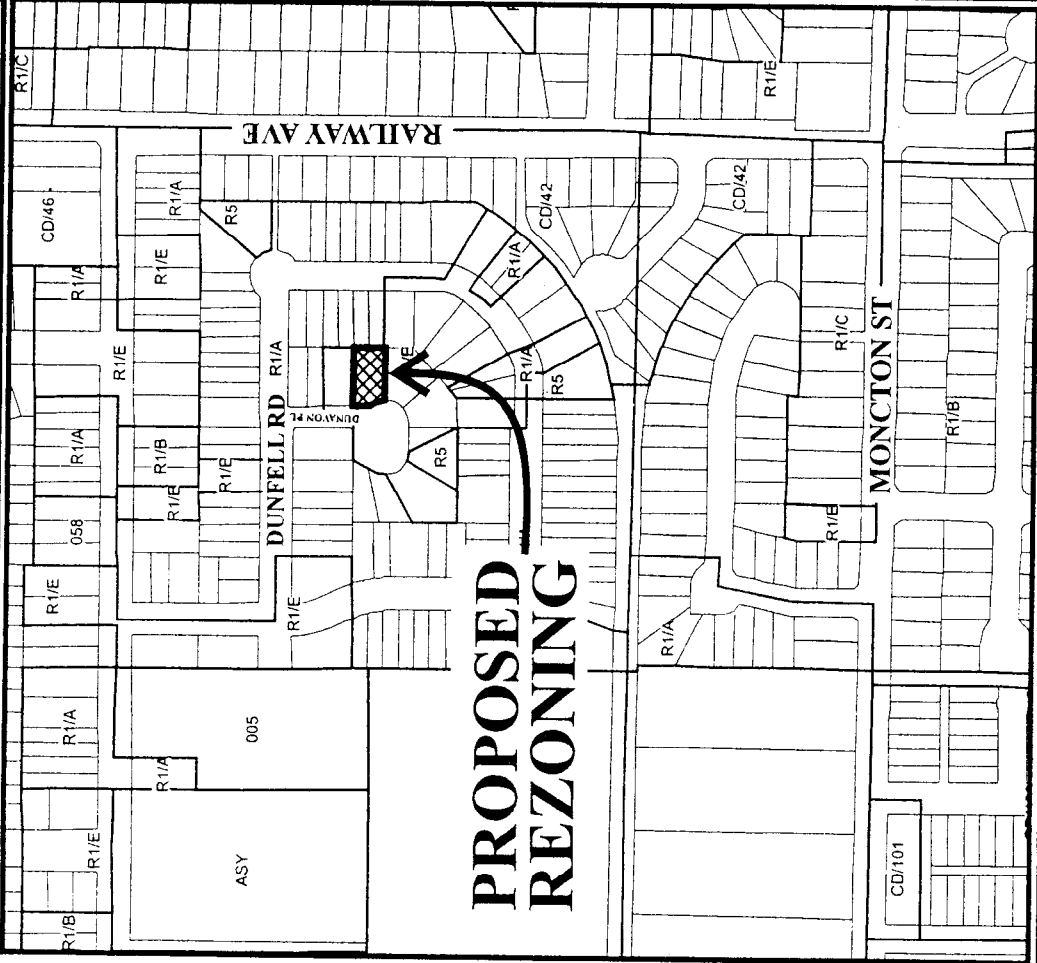 R1/C
CD/46
R1/A
R1/E
R1/A
R1/E
R1/A
058
R1/B
R1/E
R1/E
R1/E
R1/A
R1/A
R1/E
R1/B
ASY
005
R5
RAILWAY AVE
R1/E
DUNFELL RD
R1/A
DUNAVON PL
R5
R1/E
R1/A
R1/A
R5
CD/42
CD/42
PROPOSED
REZONING
R1/A
R1/C
R1/E
MONCTON ST
R1/B
CD/101